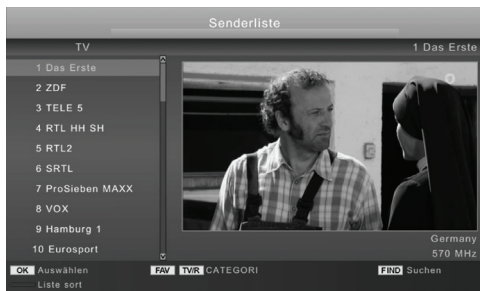 Senderliste
TV
1 Das Erste
1 Das Erste
2 ZDF
3 TELE 5
4 RTL HH SH
5 RTL2
6 SRTL
7 ProSieben MAXX
8 VOX
9 Hamburg 1
10 Eurosport
Germany
570 MHz
OK Auswählen FAV TV/R CATEGORI FIND Suchen
Liste sort